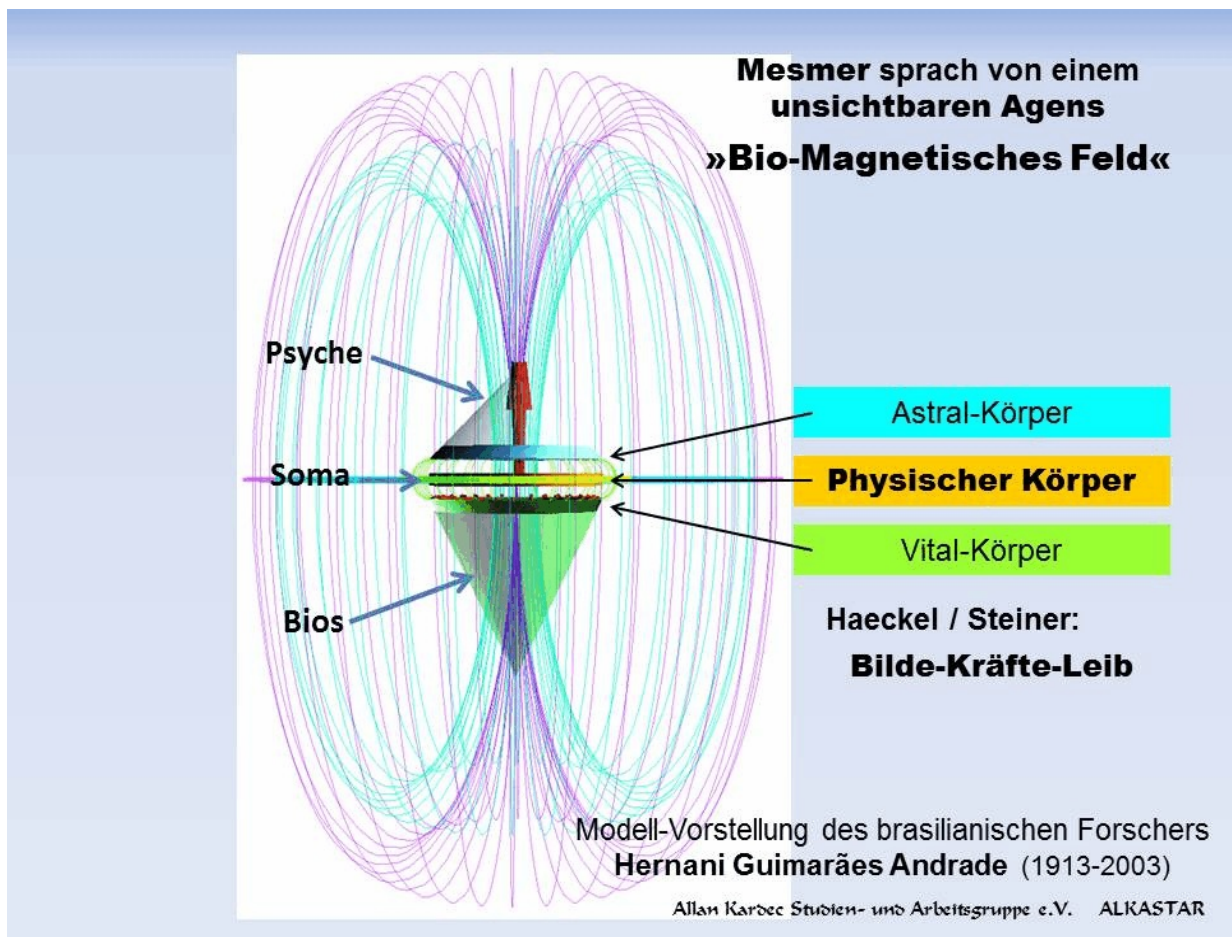 Mesmer sprach von einem
unsichtbaren Agens
»Bio-Magnetisches Feld«
Psyche
Soma
Bios
Astral-Körper
Physischer Körper
Vital-Körper
Haeckel / Steiner:
Bilde-Kräfte-Leib
Modell-Vorstellung des brasilianischen Forschers
Hernani Guimarães Andrade (1913-2003)
Allan Kardec Studien- und Arbeitsgruppe e.V. ALKASTAR